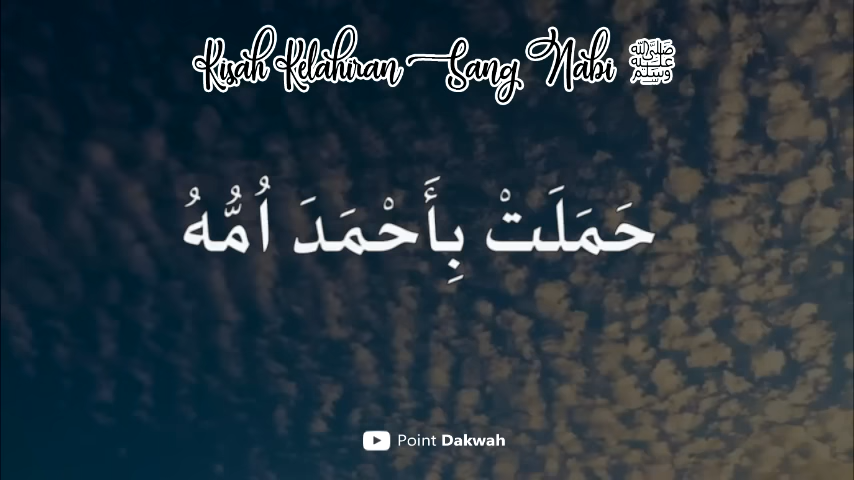 Kisah Kelahiran Sang Nabi ﷺ
حَمَلَتْ بِأَحْمَدَ اُمُّهُ
Point Dakwah